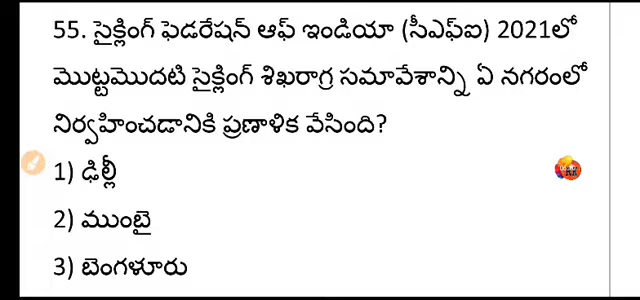 55. సైక్లింగ్ ఫెడరేషన్ ఆఫ్ ఇండియా (సీఎఫ్ఐ) 2021లో
మొట్టమొదటి సైక్లింగ్ శిఖరాగ్ర సమావేశాన్ని ఏ నగరంలో
నిర్వహించడానికి ప్రణాళిక వేసింది?
1) ఢిల్లీ
2) ముంబై
3) బెంగళూరు